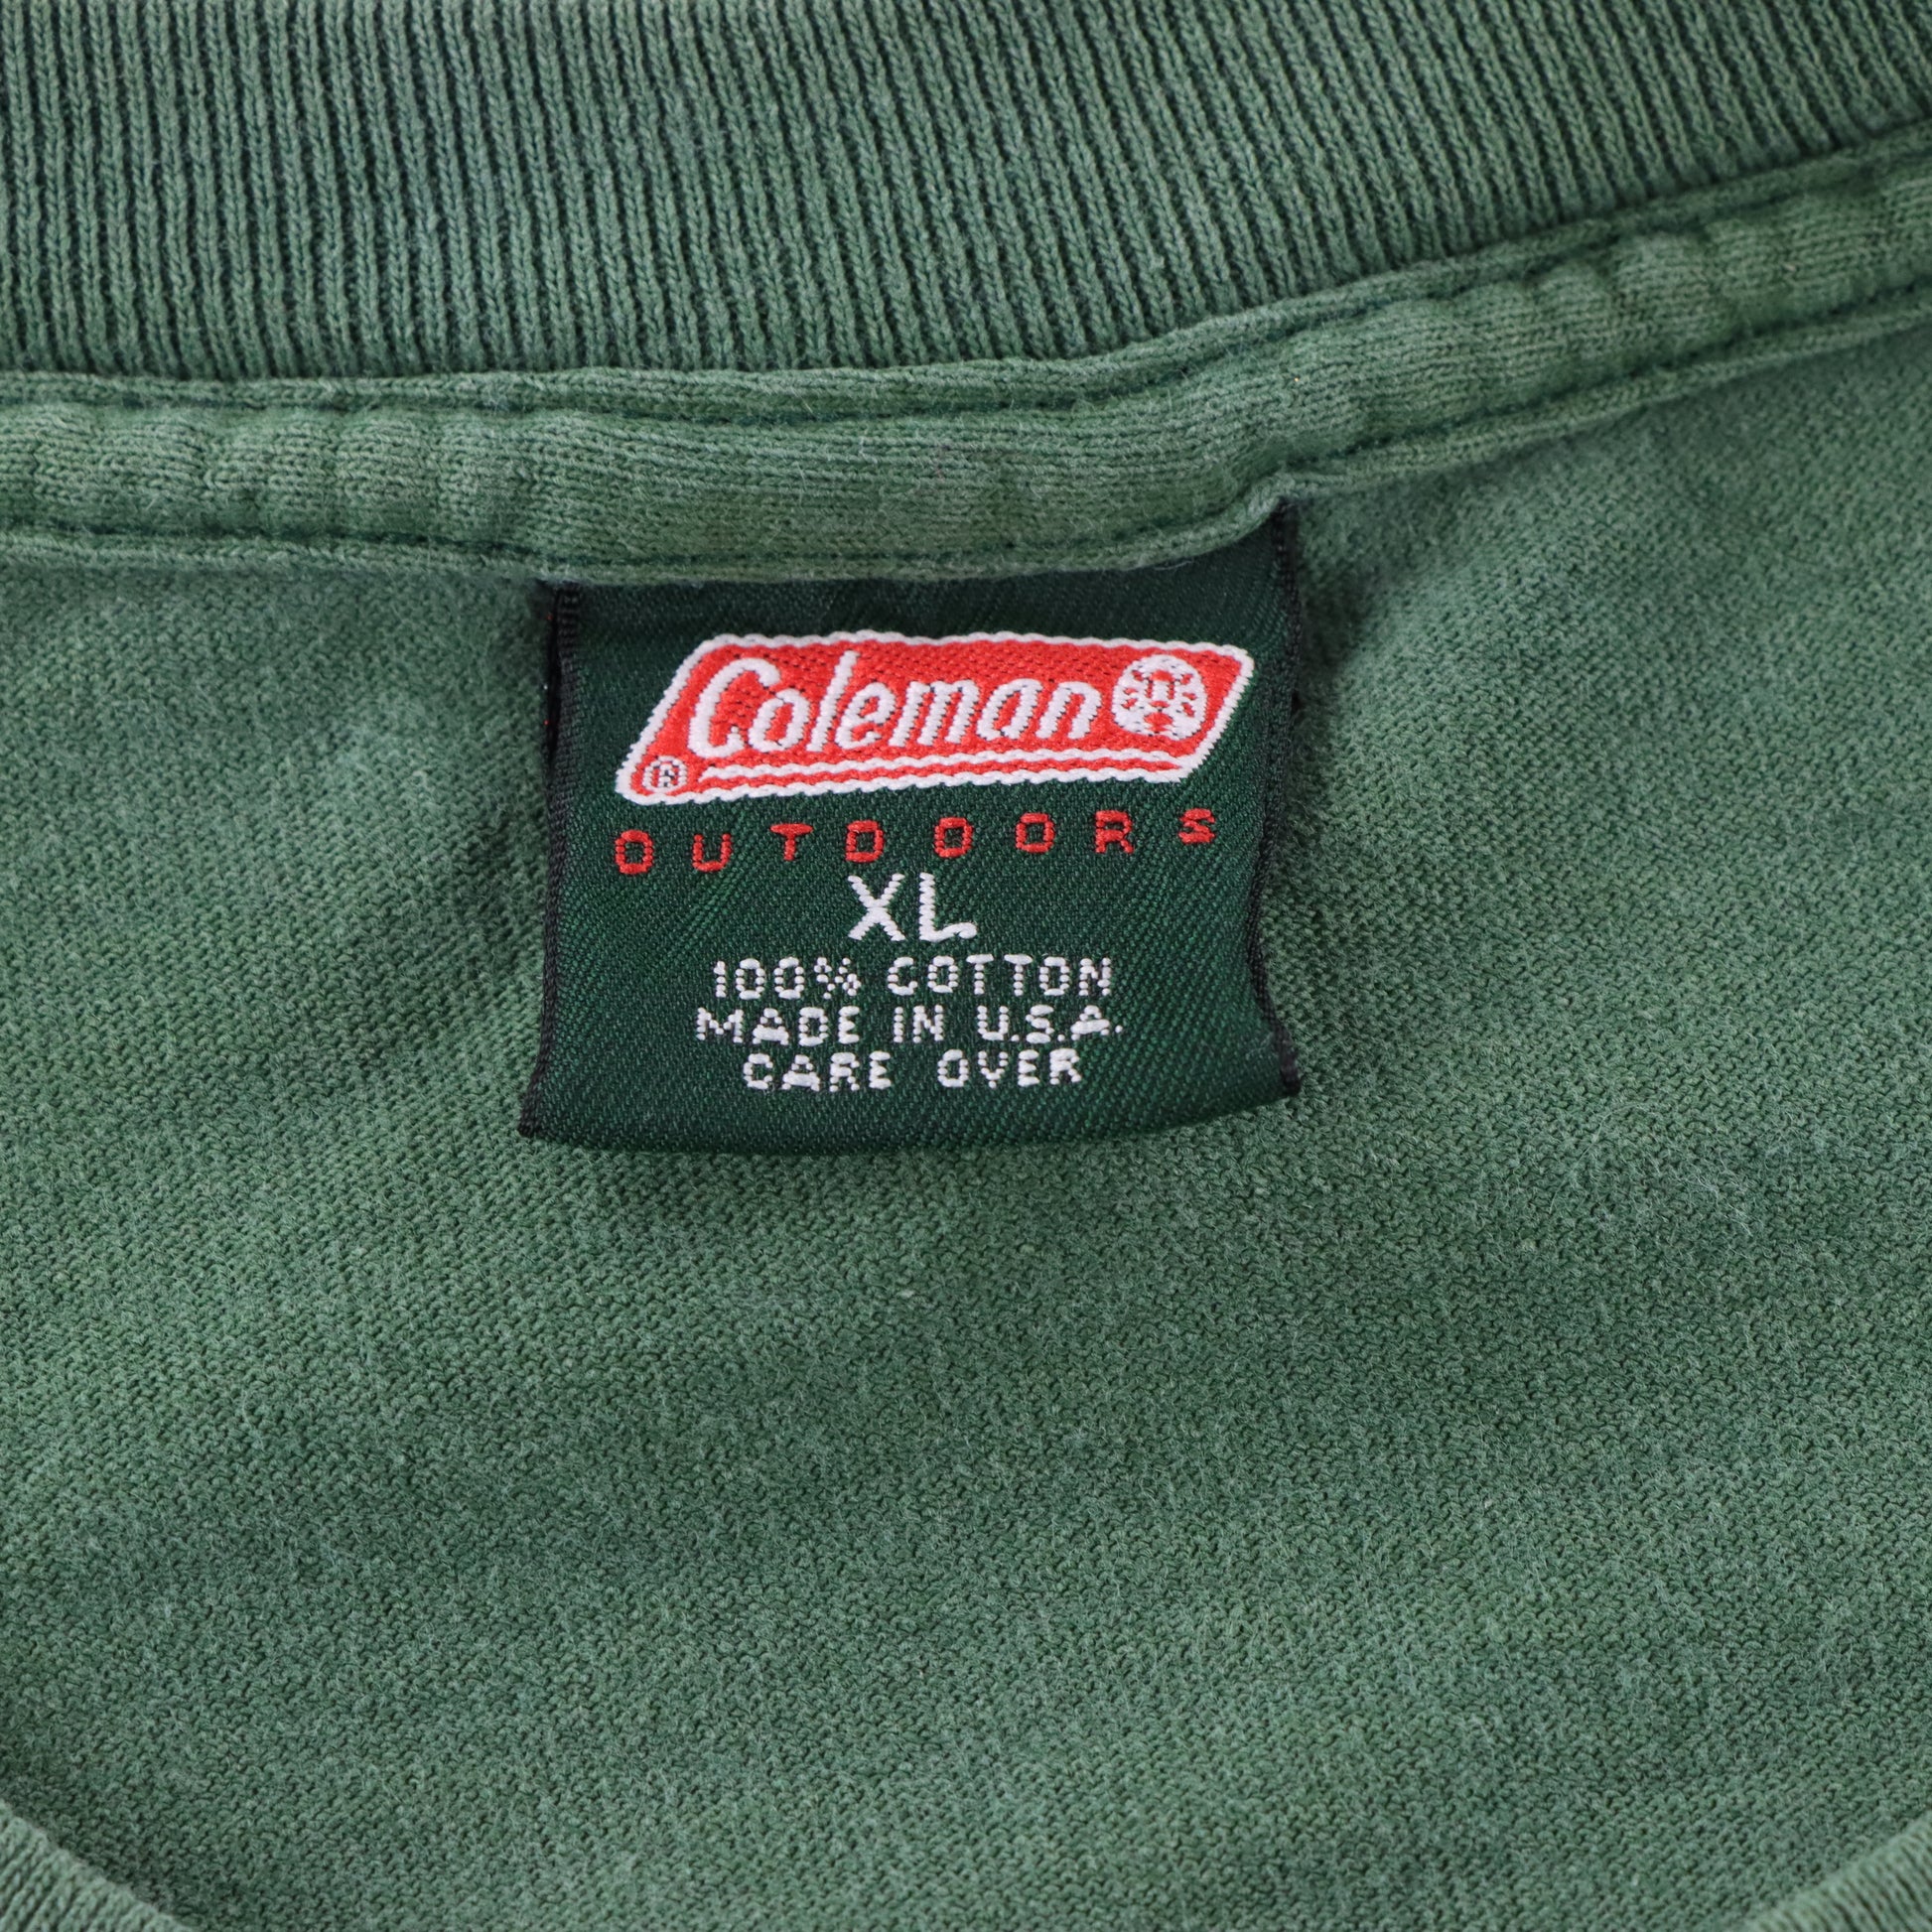 Coleman
®
OUTDOORS
XL
100% COTTON
MADE IN U.S.A.
CARE OVER